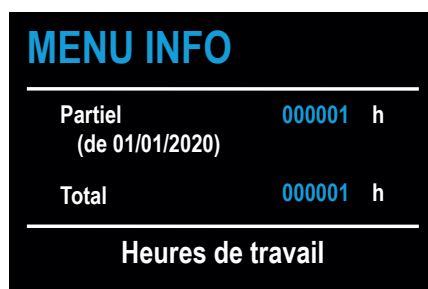 MENU INFO
Partiel 000001 h
(de 01/01/2020)
Total 000001 h
Heures de travail